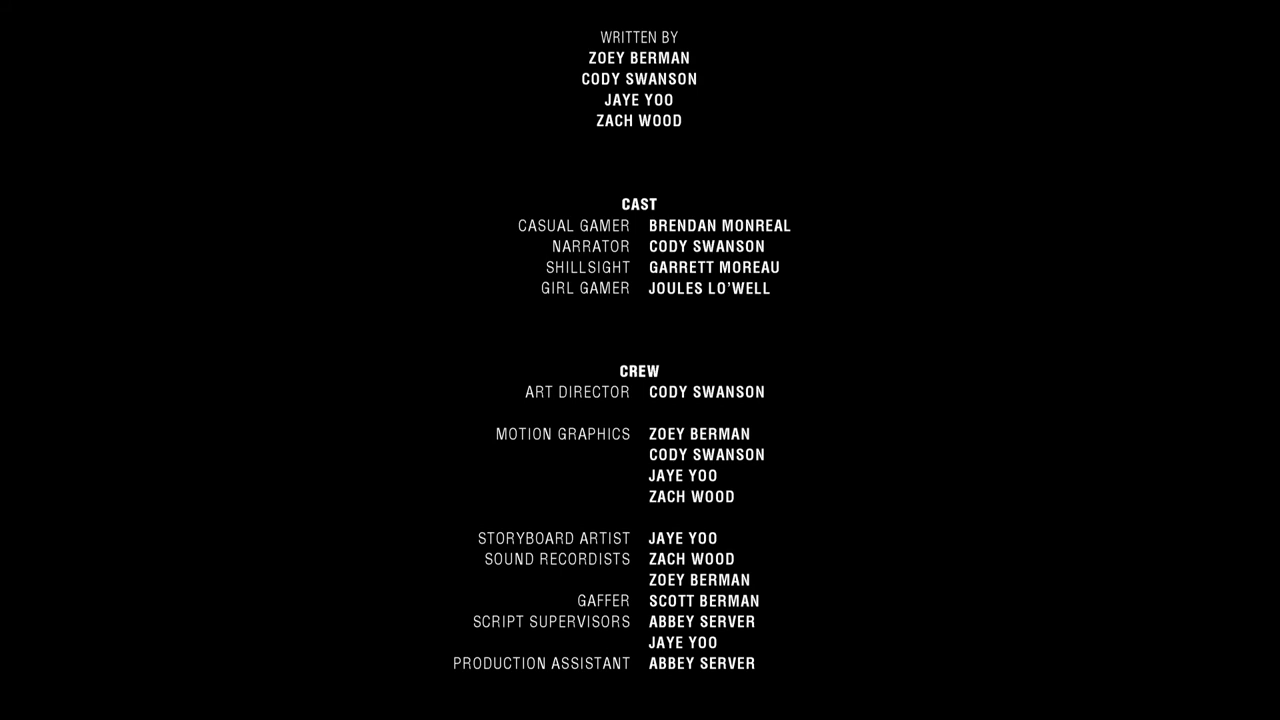 WRITTEN BY
ZOEY BERMAN
CODY SWANSON
JAYE YOO
ZACH WOOD
CAST
CASUAL GAMER BRENDAN MONREAL
NARRATOR CODY SWANSON
SHILLSIGHT GARRETT MOREAU
GIRL GAMER JOULES LO’WELL
CREW
ART DIRECTOR CODY SWANSON
MOTION GRAPHICS ZOEY BERMAN
CODY SWANSON
JAYE YOO
ZACH WOOD
STORYBOARD ARTIST JAYE YOO
SOUND RECORDISTS ZACH WOOD
ZOEY BERMAN
GAFFER SCOTT BERMAN
SCRIPT SUPERVISORS ABBEY SERVER
JAYE YOO
PRODUCTION ASSISTANT ABBEY SERVER